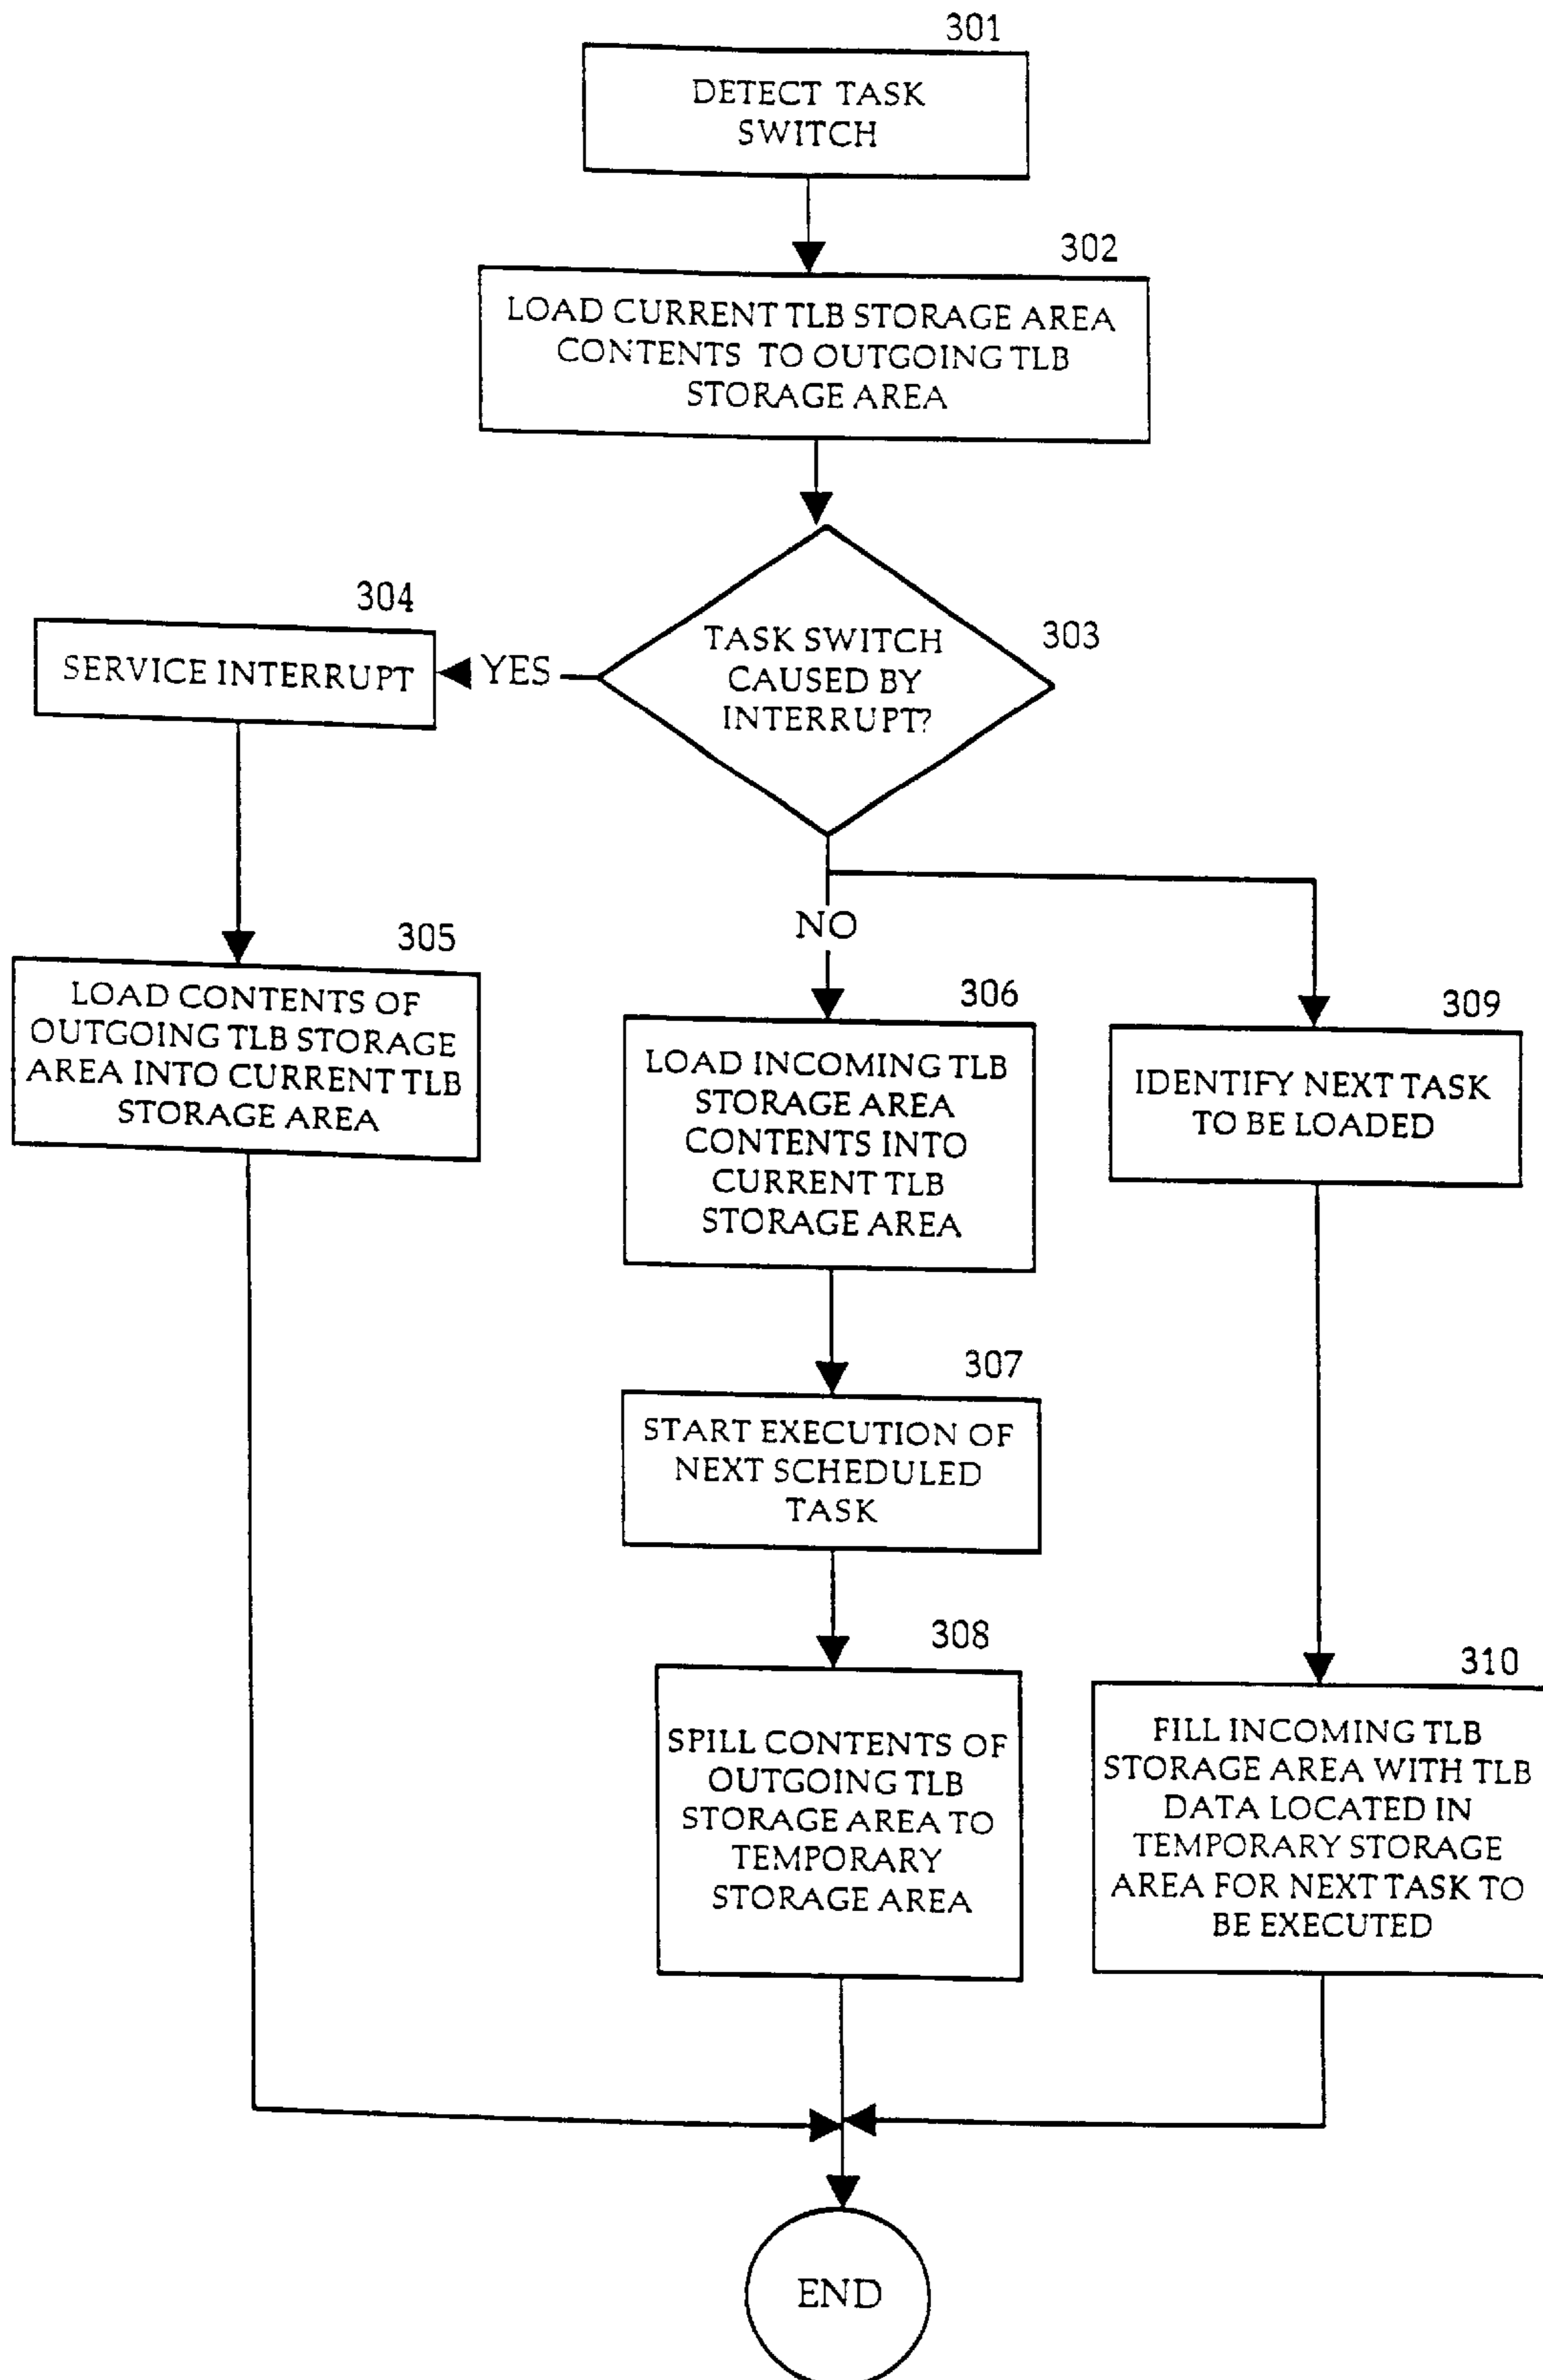 301
DETECT TASK
SWITCH
302
LOAD CURRENT TLB STORAGE AREA
CONTENTS TO OUTGOING TLB
STORAGE AREA
303
TASK SWITCH
CAUSED BY
INTERRUPT?
YES
304
SERVICE INTERRUPT
305
LOAD CONTENTS OF
OUTGOING TLB STORAGE
AREA INTO CURRENT TLB
STORAGE AREA
NO
306
LOAD INCOMING TLB
STORAGE AREA
CONTENTS INTO
CURRENT TLB
STORAGE AREA
307
START EXECUTION OF
NEXT SCHEDULED
TASK
308
SPILL CONTENTS OF
OUTGOING TLB
STORAGE AREA TO
TEMPORARY
STORAGE AREA
309
IDENTIFY NEXT TASK
TO BE LOADED
310
FILL INCOMING TLB
STORAGE AREA WITH TLB
DATA LOCATED IN
TEMPORARY STORAGE
AREA FOR NEXT TASK TO
BE EXECUTED
END